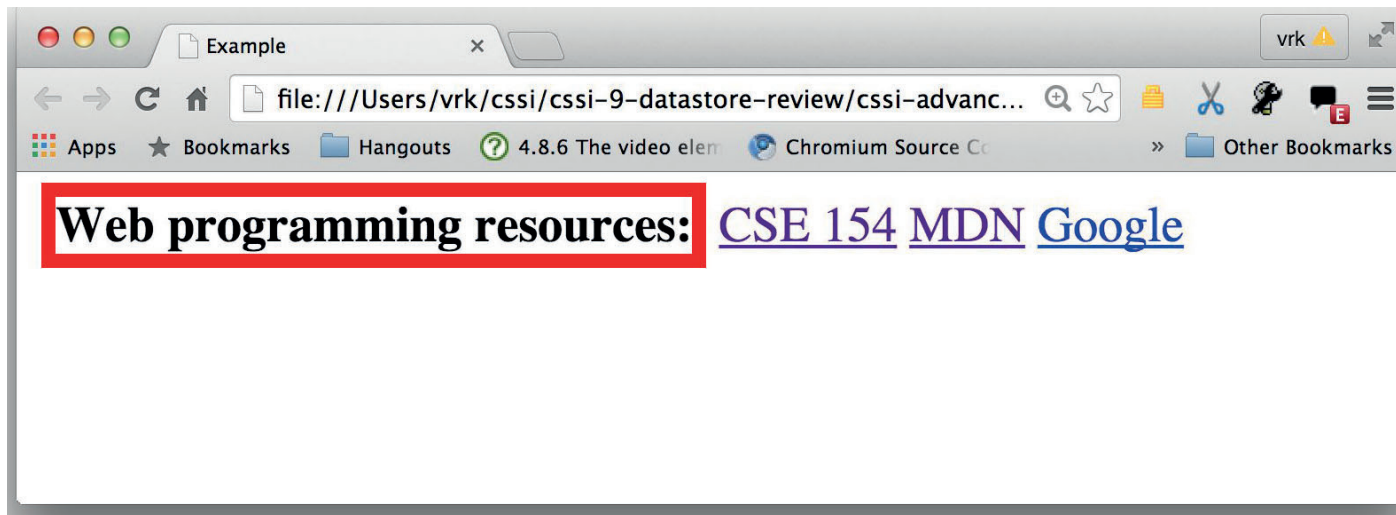 Example
vrk
file:///Users/vrk/cssi/cssi-9-datastore-review/cssi-advanc...
E
Apps Bookmarks Hangouts 4.8.6 The video elem Chromium Source » Other Bookmarks
Web programming resources: CSE 154 MDN Google